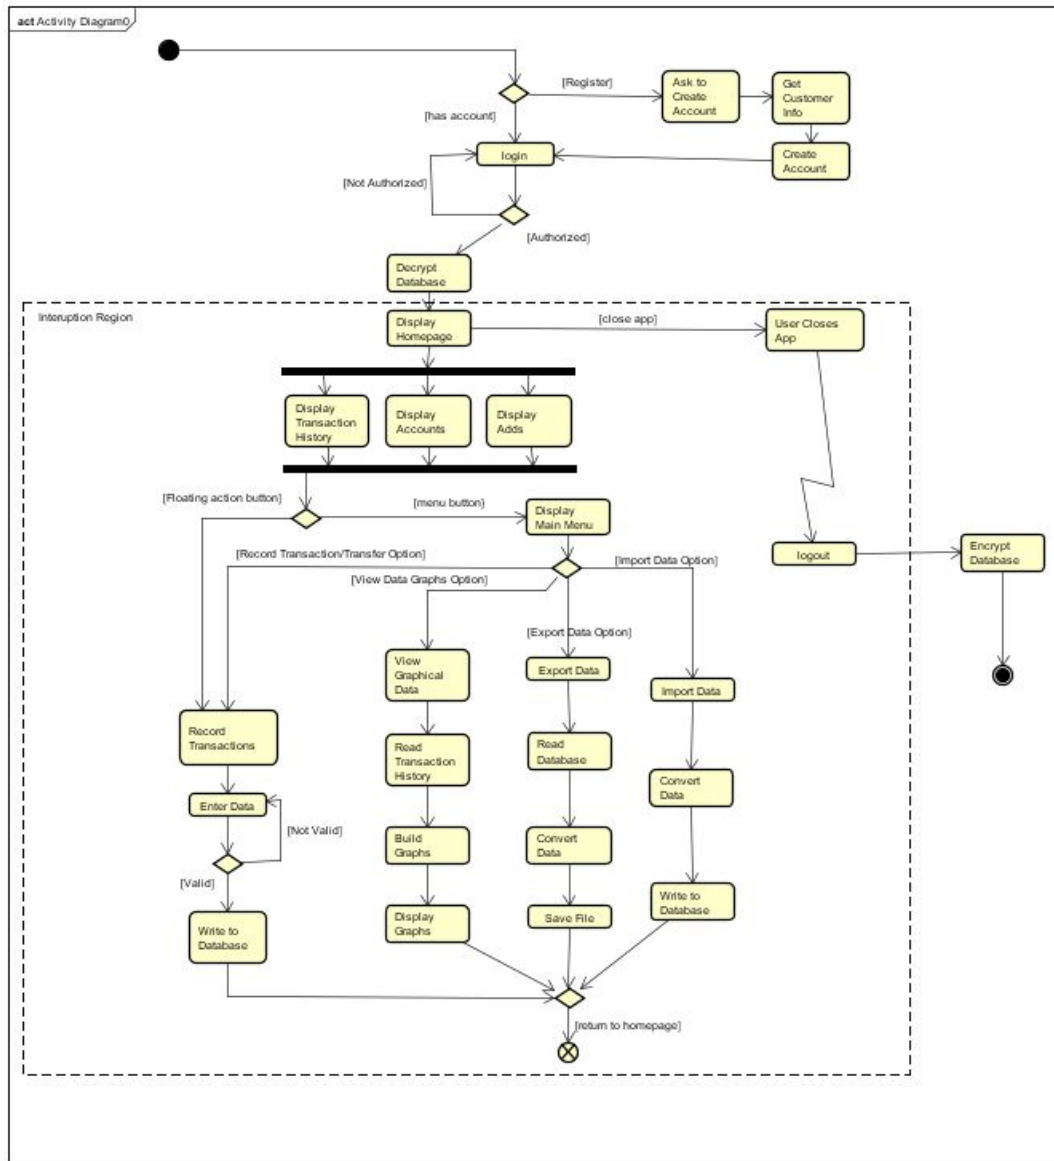 act Activity Diagram0
[Register]
Ask to
Create
Account
Get
Customer
Info
[has account]
login
Create
Account
[Not Authorized]
[Authorized]
Decrypt
Database
Interuption Region
Display
Homepage
[close app]
User Closes
App
Display
Transaction
History
Display
Accounts
Display
Adds
[Floating action button]
[menu button}
Display
Main Menu
[Record Transaction/Transfer Option]
[Import Data Option]
[View Data Graphs Option]
logout
Encrypt
Database
[Export Data Option]
View
Graphical
Data
Export Data
Import Data
Record
Transactions
Read
Transaction
History
Read
Database
Convert
Data
Enter Data
[Not Valid]
Build
Graphs
Convert
Data
[Valid]
Write to
Database
Display
Graphs
Save File
Write to
Database
[return to homepage]